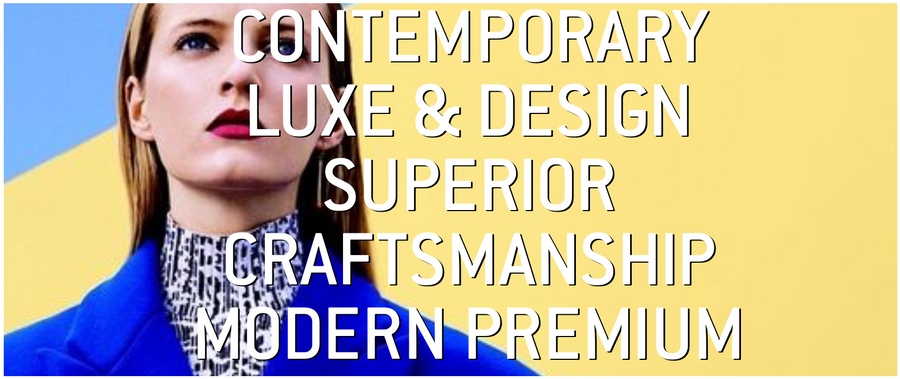 CONTEMPORARY
LUXE & DESIGN
SUPERIOR
CRAFTSMANSHIP
MODERN PREMIUM